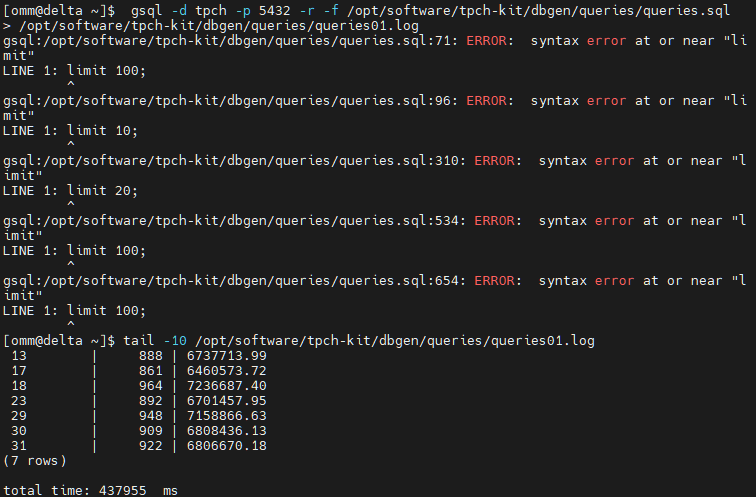 [omm@delta ~]$  gsql -d tpch -p 5432 -r -f /opt/software/tpch-kit/dbgen/queries/queries.sql
> /opt/software/tpch-kit/dbgen/queries/queries01.log
gsql:/opt/software/tpch-kit/dbgen/queries/queries.sql:71: ERROR:  syntax error at or near "li
mit"
LINE 1: limit 100;
        ^
gsql:/opt/software/tpch-kit/dbgen/queries/queries.sql:96: ERROR:  syntax error at or near "li
mit"
LINE 1: limit 10;
        ^
gsql:/opt/software/tpch-kit/dbgen/queries/queries.sql:310: ERROR:  syntax error at or near "l
imit"
LINE 1: limit 20;
        ^
gsql:/opt/software/tpch-kit/dbgen/queries/queries.sql:534: ERROR:  syntax error at or near "l
imit"
LINE 1: limit 100;
        ^
gsql:/opt/software/tpch-kit/dbgen/queries/queries.sql:654: ERROR:  syntax error at or near "l
imit"
LINE 1: limit 100;
        ^
[omm@delta ~]$ tail -10 /opt/software/tpch-kit/dbgen/queries/queries01.log
 13        |     888 | 6737713.99
 17        |     861 | 6460573.72
 18        |     964 | 7236687.40
 23        |     892 | 6701457.95
 29        |     948 | 7158866.63
 30        |     909 | 6808436.13
 31        |     922 | 6806670.18
(7 rows)

total time: 437955  ms